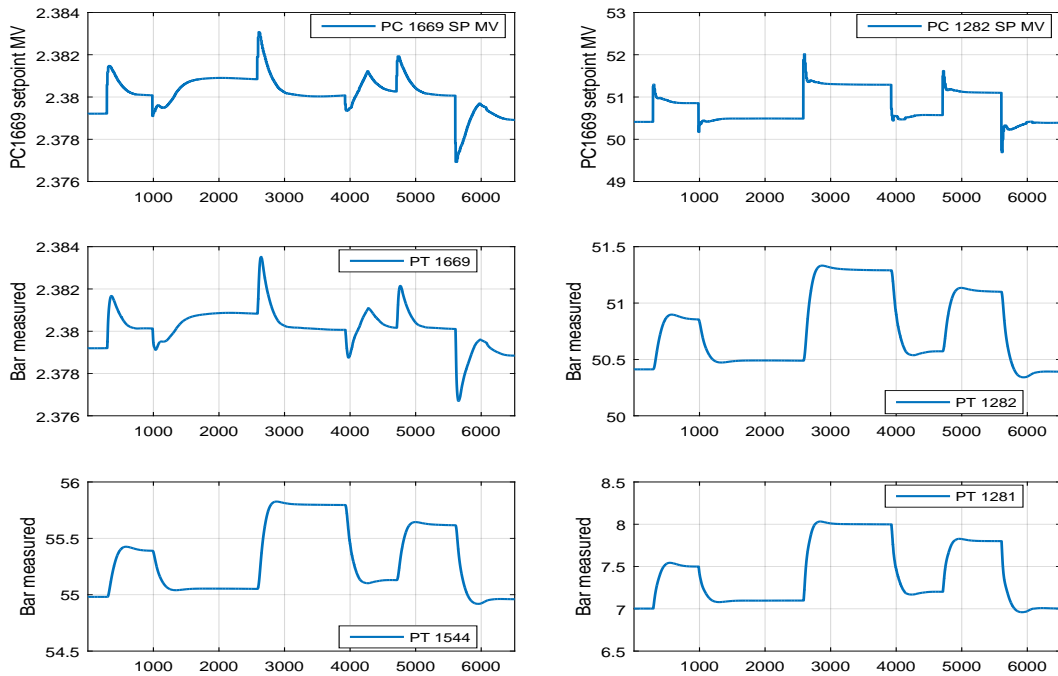 2.384
2.382
2.38
2.378
2.376
PC1669 setpoint MV
PC 1669 SP MV
1000 2000 3000 4000 5000 6000
53
52
51
50
49
PC1669 setpoint MV
PC 1282 SP MV
1000 2000 3000 4000 5000 6000
2.384
2.382
2.38
2.378
2.376
Bar measured
PT 1669
1000 2000 3000 4000 5000 6000
51.5
51
50.5
50
Bar measured
PT 1282
1000 2000 3000 4000 5000 6000
56
55.5
55
54.5
Bar measured
PT 1544
1000 2000 3000 4000 5000 6000
8.5
8
7.5
7
6.5
Bar measured
PT 1281
1000 2000 3000 4000 5000 6000